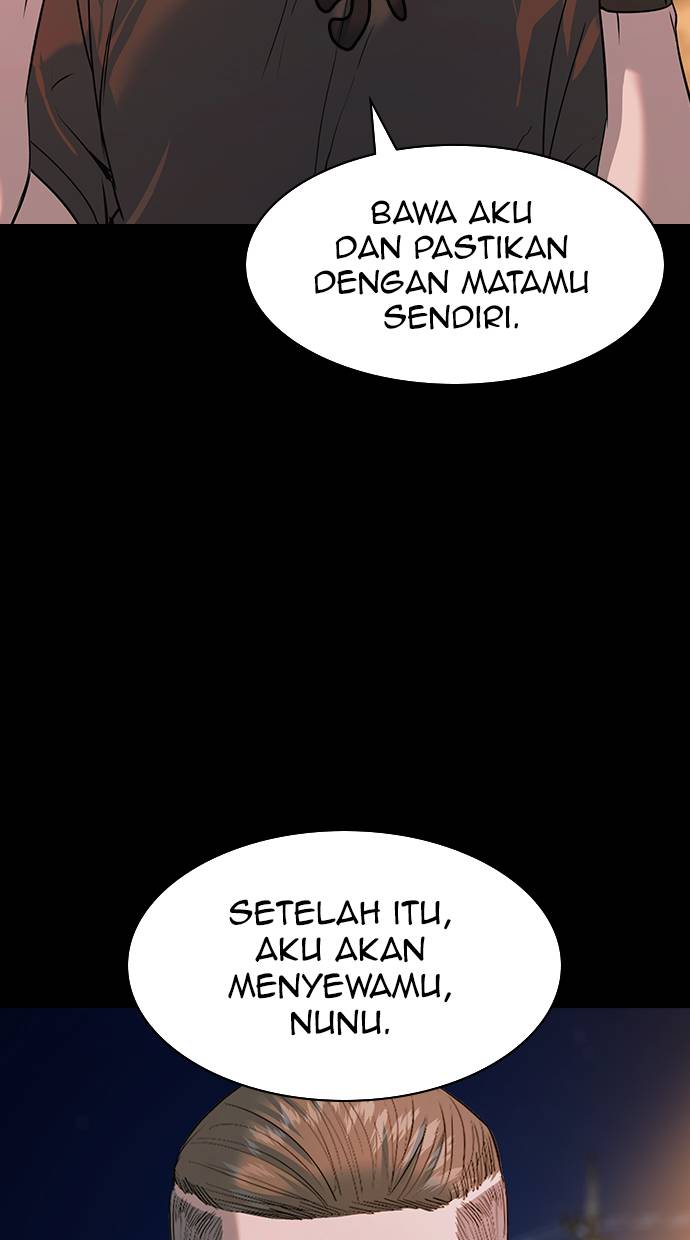 BAWA AKU
DAN PASTIKAN
DENGAN MATAMU
SENDIRI.
SETELAH ITU,
AKU AKAN
MENYEWAMU,
NUNU.